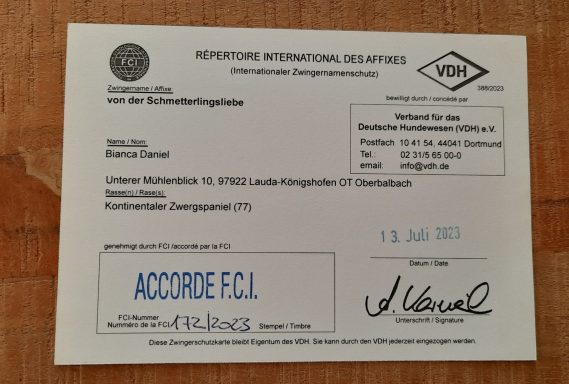 FCI
RÉPERTOIRE INTERNATIONAL DES AFFIXES
(Internationaler Zwingernamenschutz)
VDH
388/2023
Zwingername / Affixe:
von der Schmetterlingsliebe
bewilligt durch / concédé par
Verband für das
Deutsche Hundewesen (VDH) e.V.
Postfach 10 41 54, 44041 Dortmund
Tel.: 02 31/5 65 00-0
email: info@vdh.de
Name / Nom:
Bianca Daniel
Unterer Mühlenblick 10, 97922 Lauda-Königshofen OT Oberbalbach
Rasse(n) / Rase(s):
Kontinentaler Zwergspaniel (77)
13. Juli 2023
Datum / Date
genehmigt durch FCI /accordé par la FCI
ACCORDE F.C.I.
FCI-Nummer
Numméro de la FCI 172/2023 Stempel / Timbre
Unterschrift / Signature
Diese Zwingerschutzkarte bleibt Eigentum des VDH. Sie kann durch den VDH jederzeit eingezogen werden.